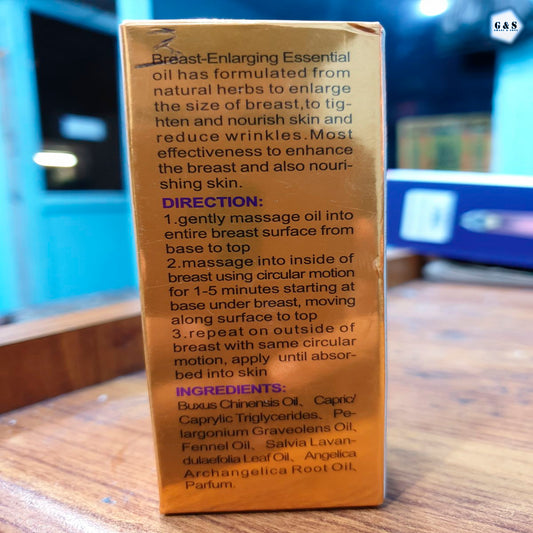 G & S
Breast-Enlarging Essential
oil has formulated from
natural herbs to enlarge
the size of breast,to tig-
hten and nourish skin and
reduce wrinkles.Most
effectiveness to enhance
the breast and also nouri-
shing skin.
DIRECTION:
1.gently massage oil into
entire breast surface from
base to top
2.massage into inside of
breast using circular motion
for 1-5 minutes starting at
base under breast, moving
along surface to top
3.repeat on outside of
breast with same circular
motion, apply until absor-
bed into skin
INGREDIENTS:
Buxus Chinensis Oil、Capric/
Caprylic Triglycerides、Pe-
largonium Graveolens Oil、
Fennel Oil、Salvia Lavan-
dulaefolia Leaf Oil、Angelica
Archangelica Root Oil、
Parfum.